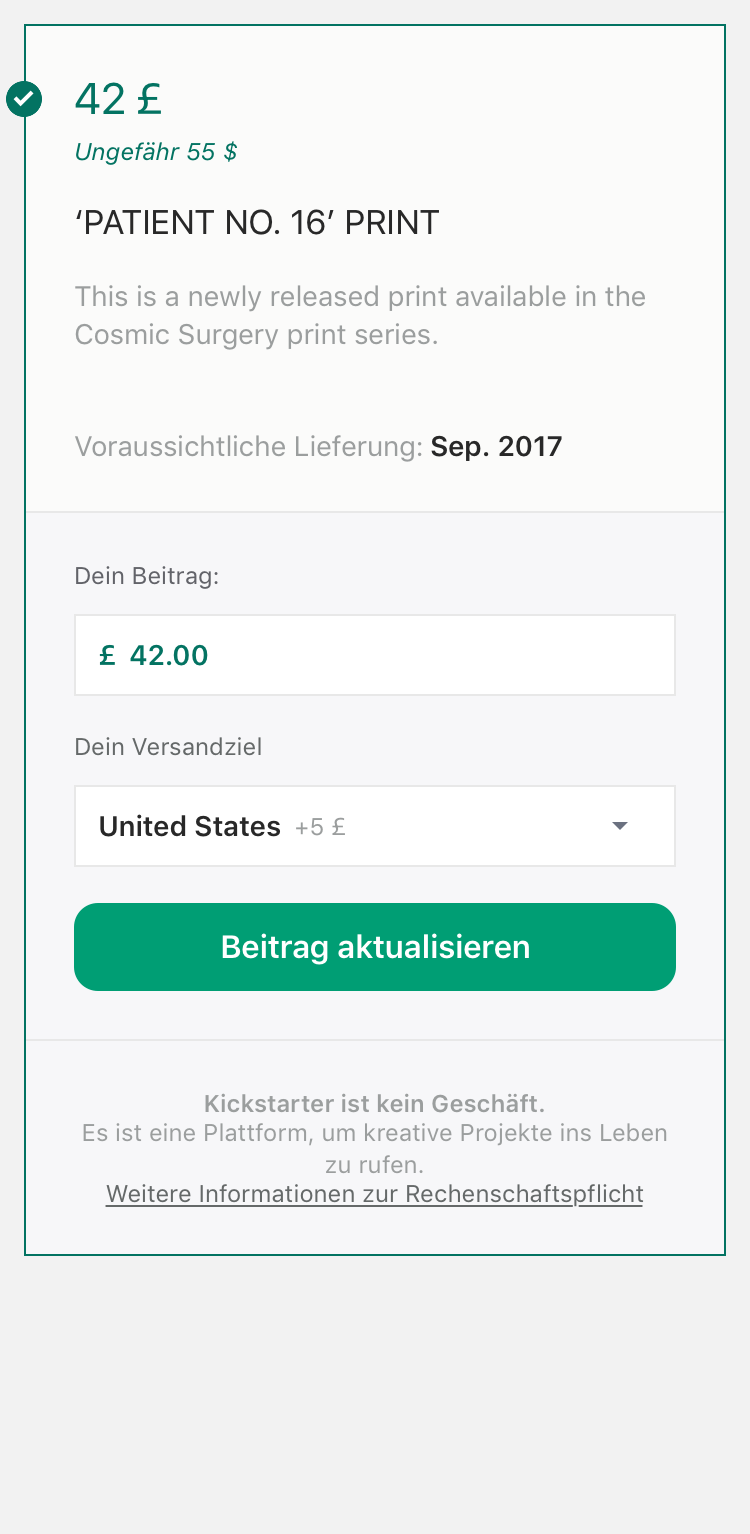 42 £
Ungefähr 55 $
‘PATIENT NO. 16’ PRINT
This is a newly released print available in the
Cosmic Surgery print series.
Voraussichtliche Lieferung: Sep. 2017
Dein Beitrag:
£ 42.00
Dein Versandziel
United States +5 £
Beitrag aktualisieren
Kickstarter ist kein Geschäft.
Es ist eine Plattform, um kreative Projekte ins Leben
zu rufen.
Weitere Informationen zur Rechenschaftspflicht